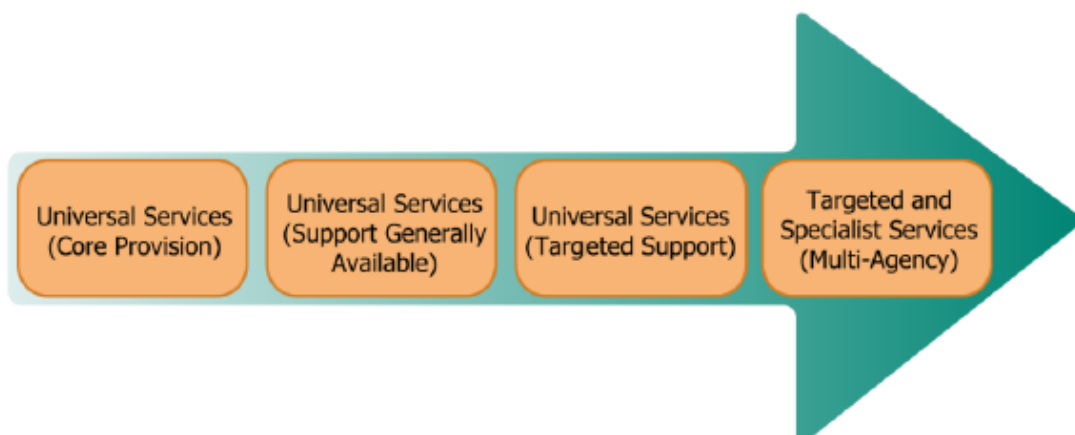 Universal Services
(Core Provision)
Universal Services
(Support Generally
Available)
Universal Services
(Targeted Support)
Targeted and
Specialist Services
(Multi-Agency)